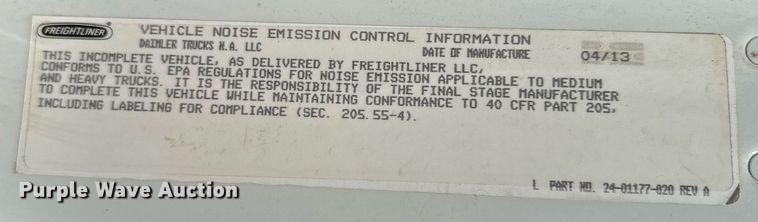 FREIGHTLINER
VEHICLE NOISE EMISSION CONTROL INFORMATION
DAIMLER TRUCKS N.A. LLC
DATE OF MANUFACTURE
04/13
THIS INCOMPLETE VEHICLE, AS DELIVERED BY FREIGHTLINER LLC,
CONFORMS TO U.S. EPA REGULATIONS FOR NOISE EMISSION APPLICABLE TO MEDIUM
AND HEAVY TRUCKS. IT IS THE RESPONSIBILITY OF THE FINAL STAGE MANUFACTURER
TO COMPLETE THIS VEHICLE WHILE MAINTAINING CONFORMANCE TO 40 CFR PART 205,
INCLUDING LABELING FOR COMPLIANCE (SEC. 205.55-4).
L PART NO. 24-01177-020 REV A
Purple Wave Auction